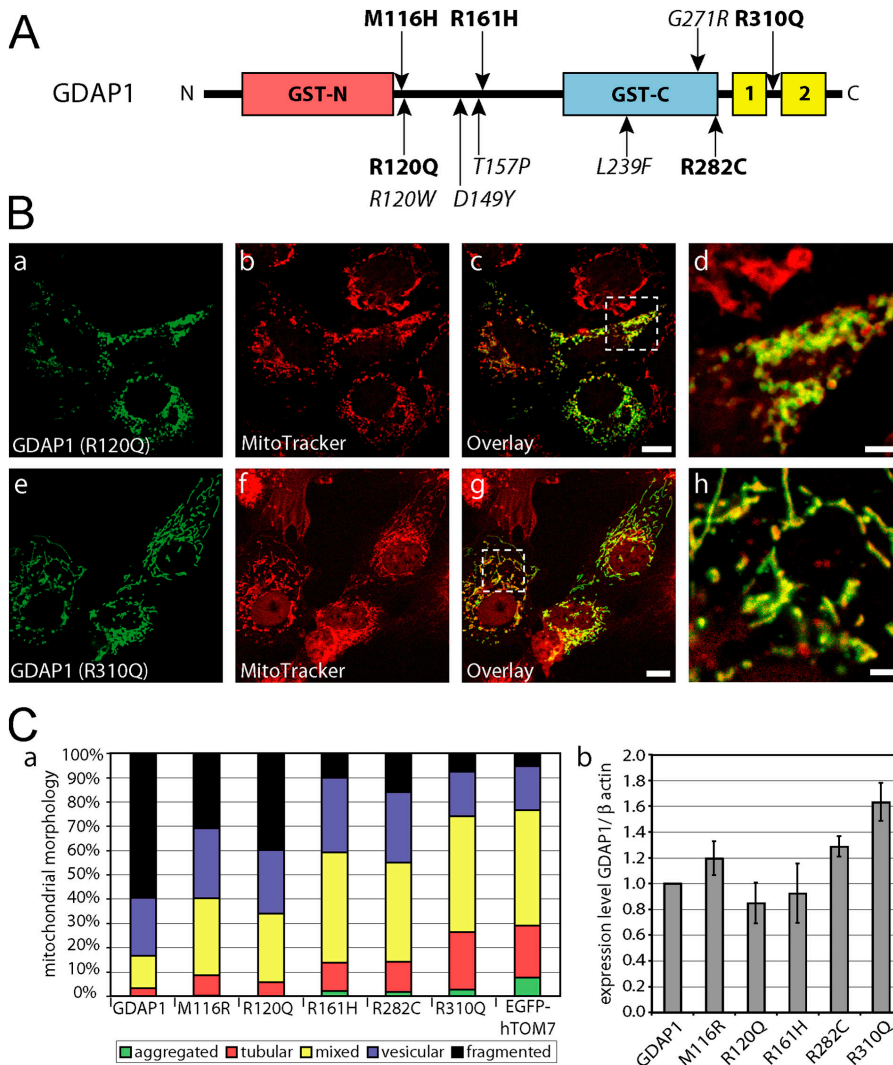 A
M116H R161H G271R R310Q
GDAP1 N GST-N GST-C 1 2 C
R120Q T157P L239F R282C
R120W D149Y
B
a b c d
GDAP1 (R120Q) MitoTracker Overlay
e f g h
GDAP1 (R310Q) MitoTracker Overlay
C
a
mitochondrial morphology
100%
90%
80%
70%
60%
50%
40%
30%
20%
10%
0%
GDAP1 M116R R120Q R161H R282C R310Q EGFP-
hTOM7
aggregated tubular mixed vesicular fragmented
b
expression level GDAP1/ β actin
2.0
1.8
1.6
1.4
1.2
1.0
0.8
0.6
0.4
0.2
0.0
GDAP1 M116R R120Q R161H R282C R310Q